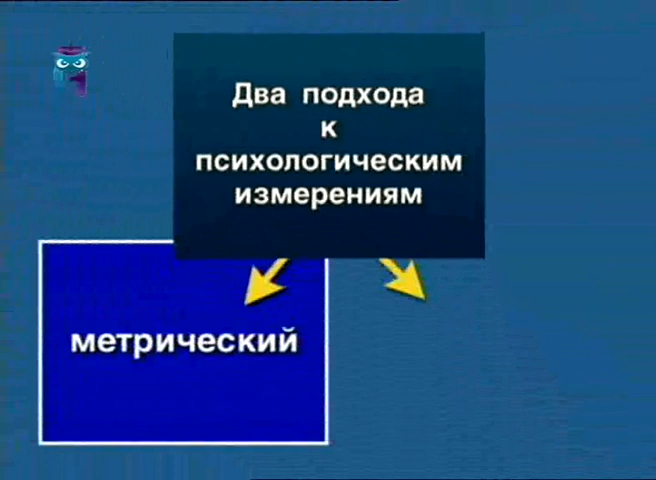 Два подхода
к
психологическим
измерениям
метрический